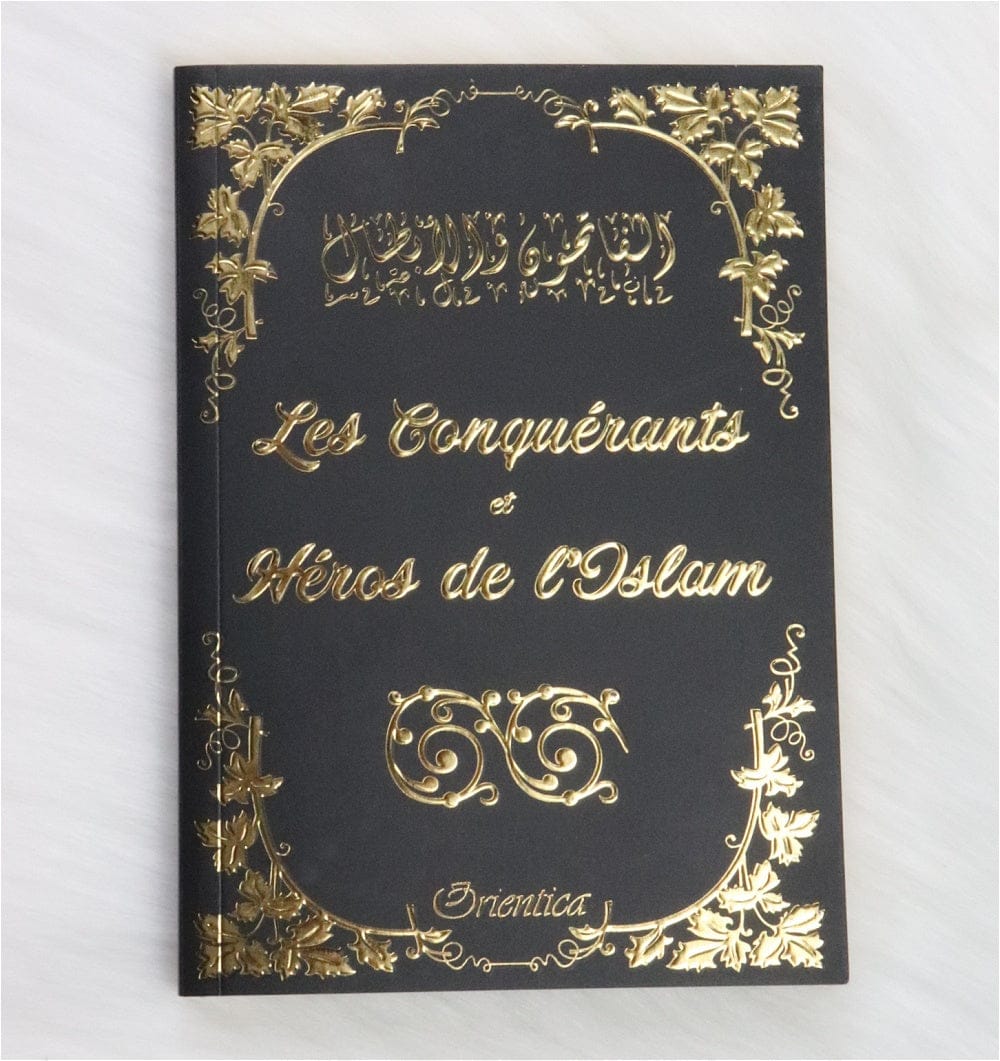 الفاتحون والأبطال
Les Conquérants
et
Héros de l'Islam
Orientica